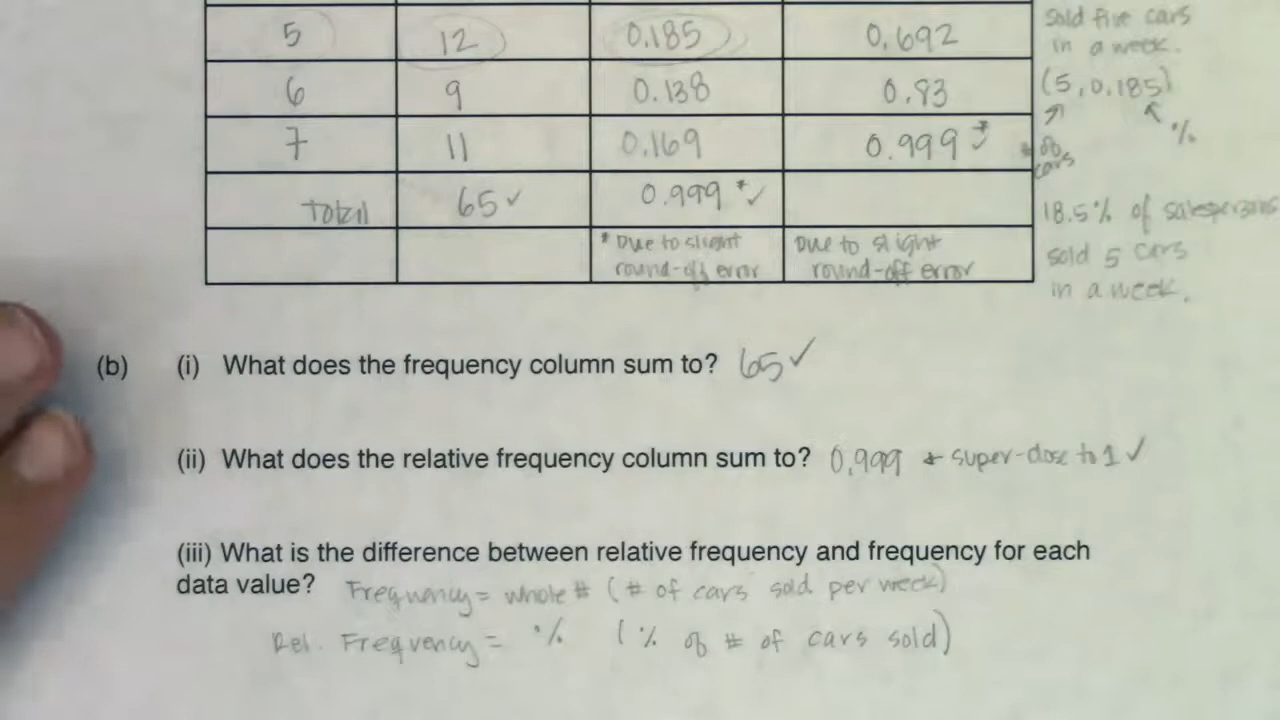 5 12 0.185 0.692
6 9 0.138 0.83
7 11 0.169 0.999*
Total 65✓ 0.999*✓
* Due to slight round-off error
Due to slight round-off error
sold five cars
in a week.
(5, 0.185)
# of cars
%
18.5% of salespersons
sold 5 cars
in a week.
(b) (i) What does the frequency column sum to? 65✓
(ii) What does the relative frequency column sum to? 0.999 * super-close to 1✓
(iii) What is the difference between relative frequency and frequency for each
data value? Frequency = whole # (# of cars sold per week)
Rel. Frequency = % (% of # of cars sold)